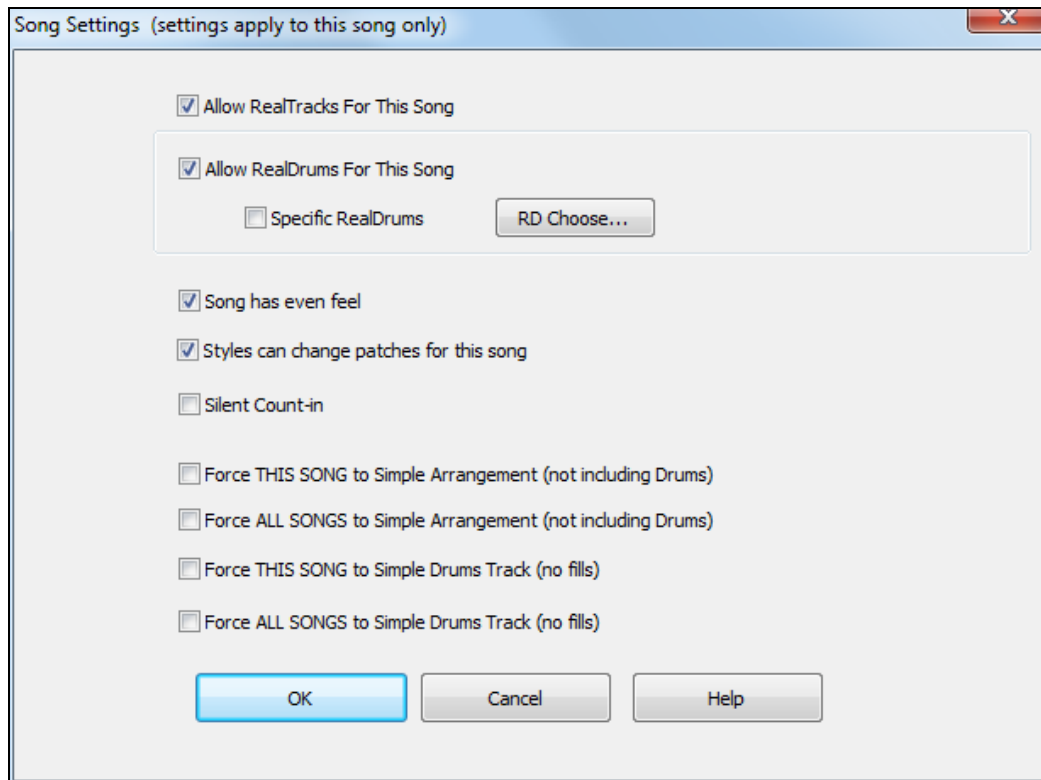 Song Settings (settings apply to this song only)
Allow RealTracks For This Song
Allow RealDrums For This Song
Specific RealDrums RD Choose...
Song has even feel
Styles can change patches for this song
Silent Count-in
Force THIS SONG to Simple Arrangement (not including Drums)
Force ALL SONGS to Simple Arrangement (not including Drums)
Force THIS SONG to Simple Drums Track (no fills)
Force ALL SONGS to Simple Drums Track (no fills)
OK Cancel Help